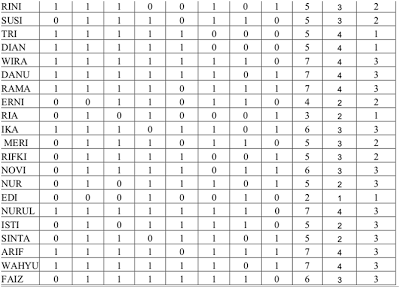 RINI 1 1 1 0 0 1 0 1 5 3 2
SUSI 0 1 1 1 0 1 1 0 5 3 2
TRI 1 1 1 1 1 0 0 0 5 4 1
DIAN 1 1 1 1 1 0 0 0 5 4 1
WIRA 1 1 1 1 1 1 1 0 7 4 3
DANU 1 1 1 1 1 1 0 1 7 4 3
RAMA 1 1 1 1 0 1 1 1 7 4 3
ERNI 0 0 1 1 0 1 1 0 4 2 2
RIA 0 1 0 1 0 0 0 1 3 2 1
IKA 1 1 1 0 1 1 0 1 6 3 3
MERI 0 1 1 1 0 1 1 0 5 3 2
RIFKI 0 1 1 1 1 0 0 1 5 3 2
NOVI 0 1 1 1 1 0 1 1 6 3 3
NUR 0 1 0 1 1 1 0 1 5 2 3
EDI 0 0 0 1 0 0 1 0 2 1 1
NURUL 1 1 1 1 1 1 1 0 7 4 3
ISTI 0 1 0 1 1 1 1 0 5 2 3
SINTA 0 1 1 0 1 1 1 0 5 2 3
ARIF 1 1 1 1 0 1 1 1 7 4 3
WAHYU 1 1 1 1 1 1 0 1 7 4 3
FAIZ 0 1 1 1 1 1 1 0 6 3 3